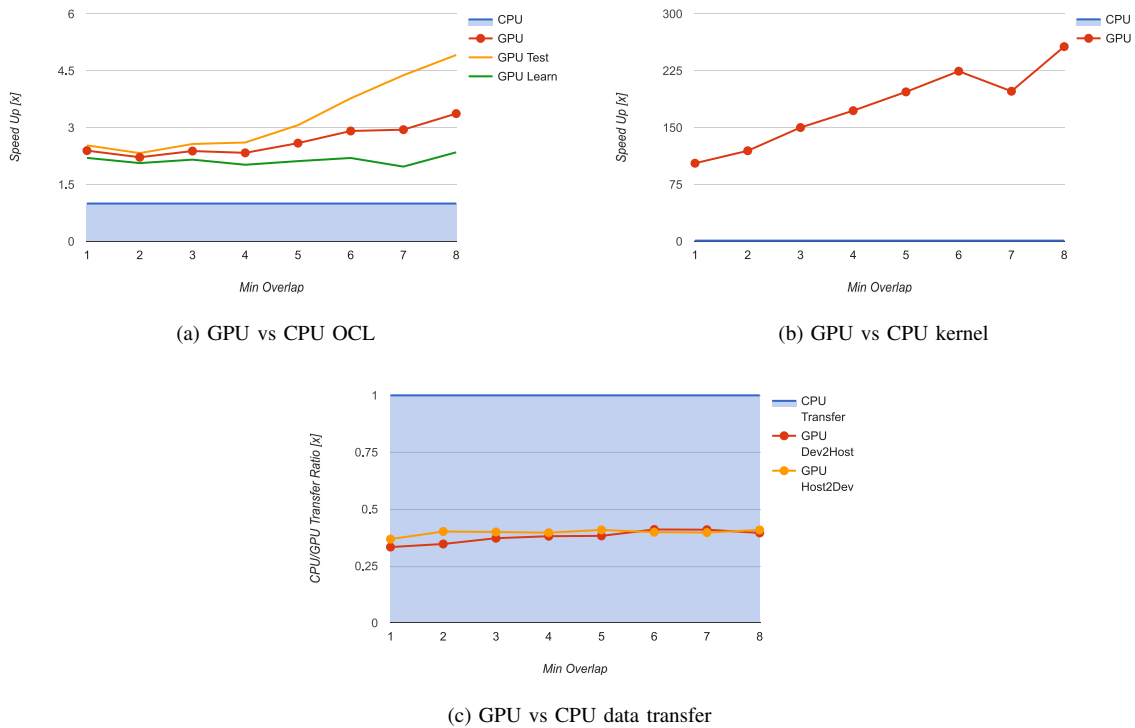 6
4.5
3
1.5
0
Speed Up [x]
1 2 3 4 5 6 7 8
Min Overlap
CPU
GPU
GPU Test
GPU Learn
(a) GPU vs CPU OCL
300
225
150
75
0
Speed Up [x]
1 2 3 4 5 6 7 8
Min Overlap
CPU
GPU
(b) GPU vs CPU kernel
1
0.75
0.5
0.25
0
CPU/GPU Transfer Ratio [x]
1 2 3 4 5 6 7 8
Min Overlap
CPU
Transfer
GPU
Dev2Host
GPU
Host2Dev
(c) GPU vs CPU data transfer